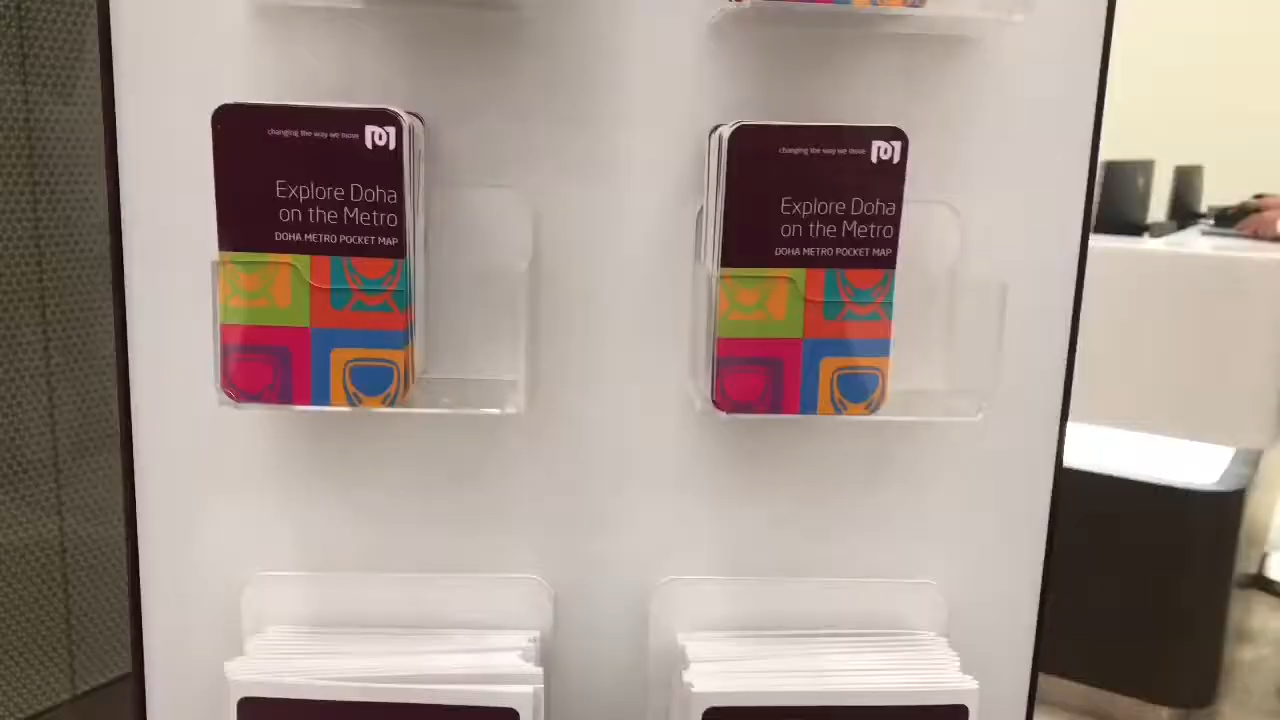 changing the way we move
Explore Doha
on the Metro
DOHA METRO POCKET MAP
changing the way we move
Explore Doha
on the Metro
DOHA METRO POCKET MAP